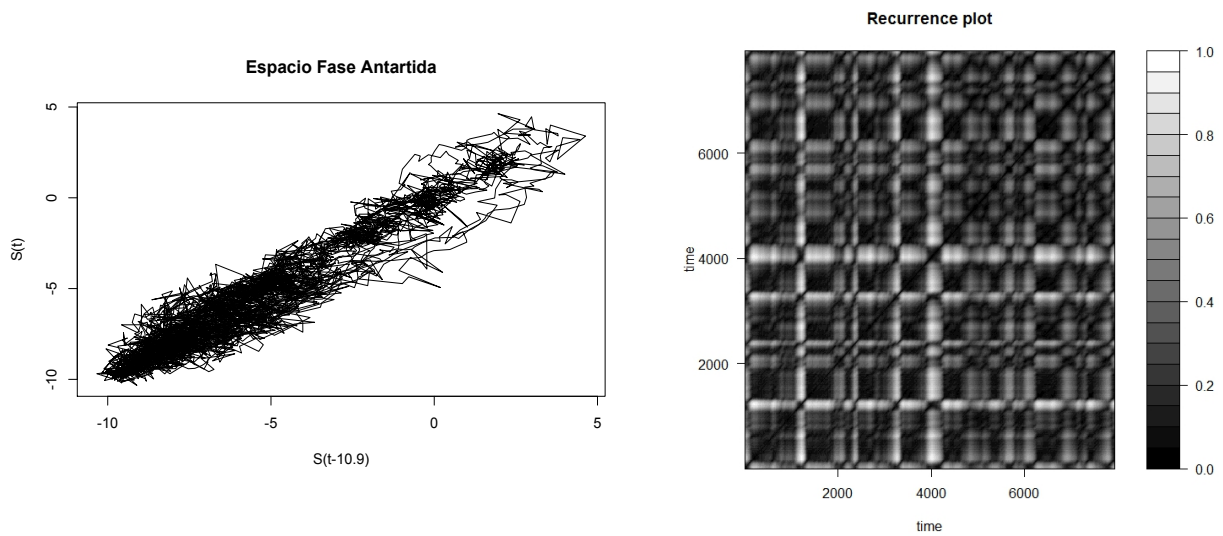 Espacio Fase Antartida
5
0
-5
-10
S(t)
-10 -5 0 5
S(t-10.9)
Recurrence plot
6000
4000
2000
time
2000 4000 6000
time
1.0
0.8
0.6
0.4
0.2
0.0